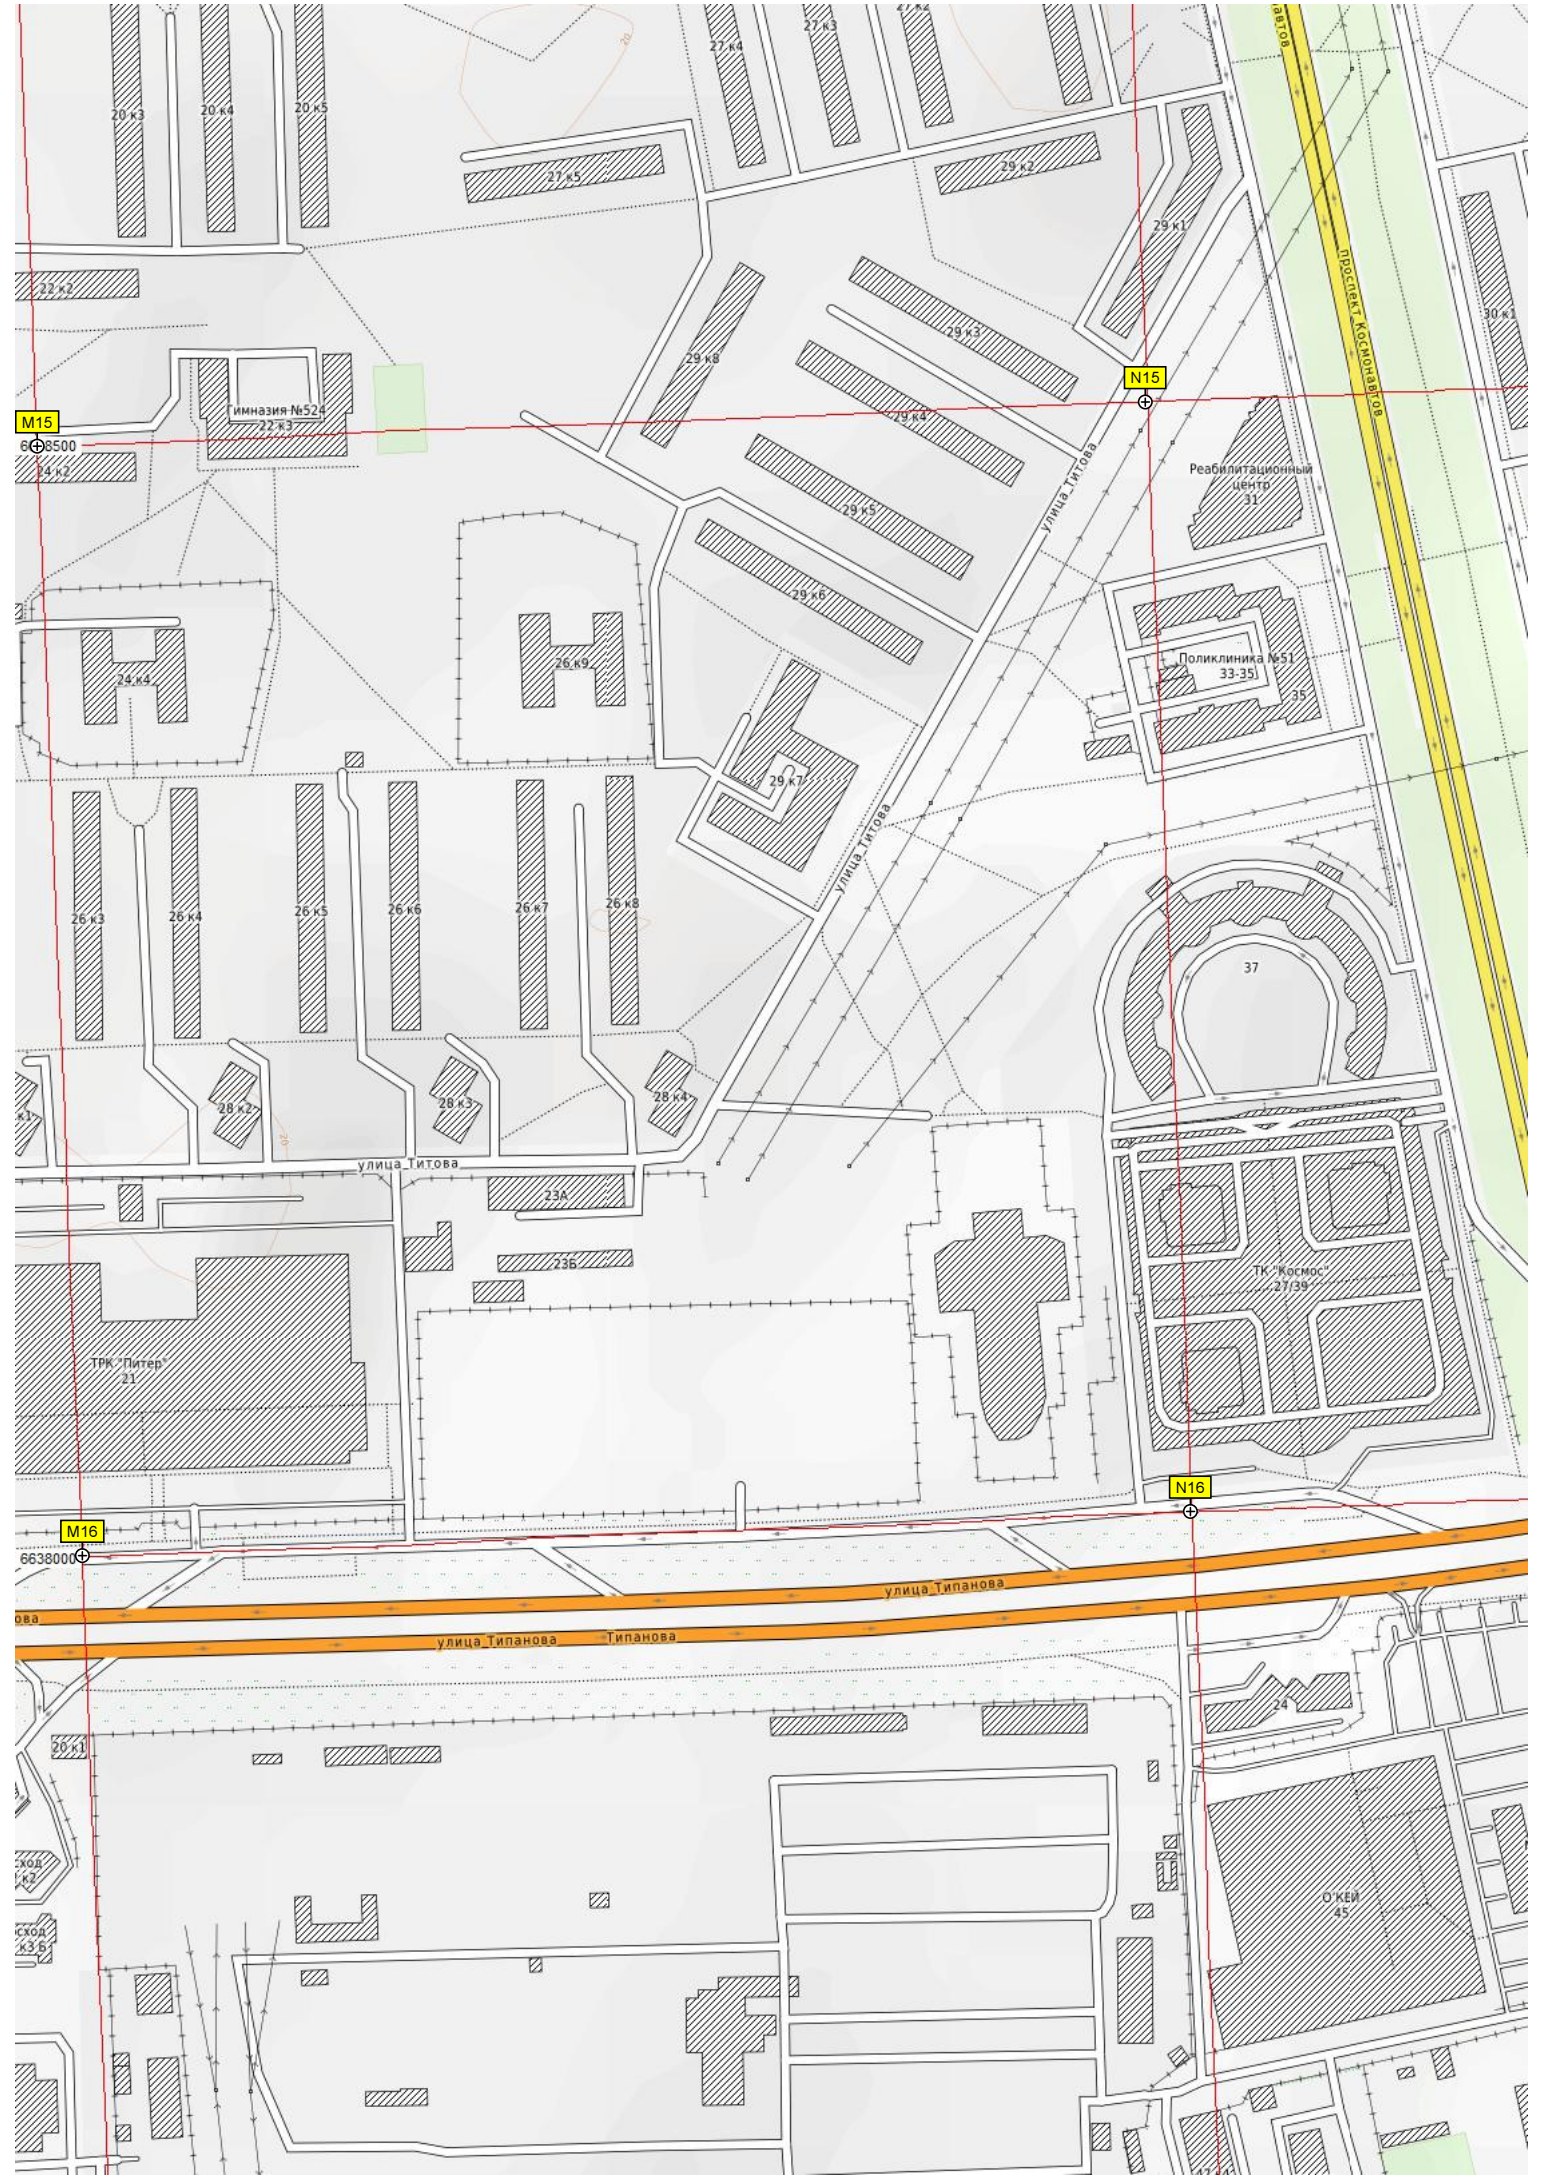 27 к2
27 к3
27 к4
20
20 к3
20 к4
20 к5
29 к2
27 к5
29 к1
22 к2
проспект Космонавтов
30 к1
29 к3
29 к8
N15
M15
Гимназия №524
22 к3
29 к4
24 к2
улица Титова
Реабилитационный
центр
31
29 к5
29 к6
26 к9
Поликлиника №51
33-35
24 к4
35
29 к7
улица Титова
26 к3
26 к4
26 к5
26 к6
26 к7
26 к8
37
28 к2
28 к3
28 к4
20
улица Титова
23А
23Б
ТК "Космос"
27/39
ТРК "Питер"
21
N16
M16
6638000
улица Типанова
улица Типанова
Типанова
24
20 к1
О'КЕЙ
45